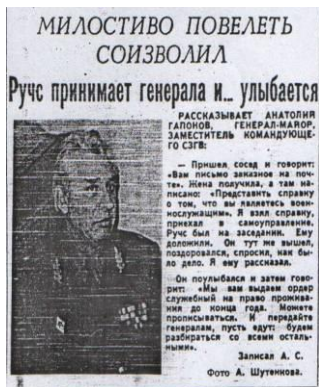 МИЛОСТИВО ПОВЕЛЕТЬ
СОИЗВОЛИЛ
Ручс принимает генерала и... улыбается
РАССКАЗЫВАЕТ АНАТОЛИЙ
ГАПОНОВ, ГЕНЕРАЛ-МАЙОР,
ЗАМЕСТИТЕЛЬ КОМАНДУЮЩЕ-
ГО СЗГВ:
— Пришел сосед и говорит:
«Вам письмо заказное на поч-
те». Жена получила, а там на-
писано: «Представить справку
о том, что вы являетесь воен-
нослужащим». Я взял справку,
приехал в самоуправление.
Ручс был на заседании. Ему
доложили. Он тут же вышел,
поздоровался, спросил, как бы-
ло дело. Я ему рассказал.
Он поулыбался и затем гово-
рит: «Мы вам выдаем ордер
служебный на право прожива-
ния до конца года. Можете
прописываться. И передайте
генералам, пусть едут: будем
разбираться со всеми осталь-
ными».
Записал А. С.
Фото А. Шутенкова.